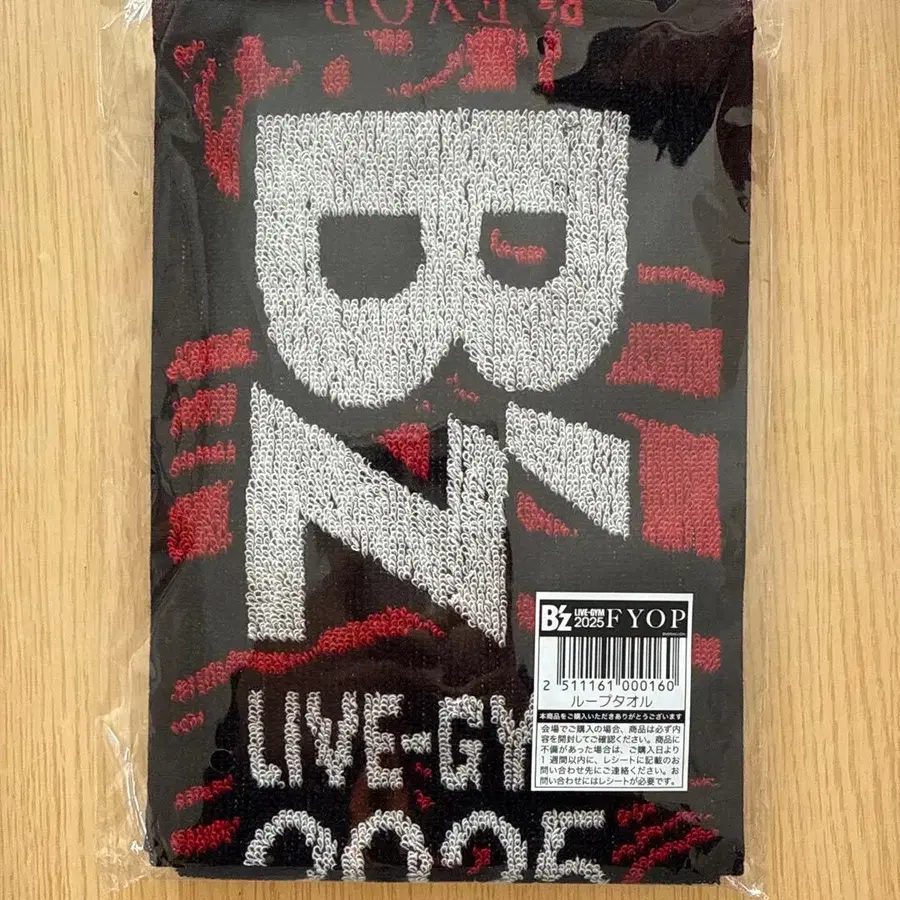 B'z FYOP
B'z
LIVE-GY
2025
B'z LIVE-GYM 2025 FYOP
2 511161 000160
ループタオル
本商品をご購入いただきありがとうございます
会場でご購入の場合、商品は必ず内
容を開封してご確認ください。商品に
不備があった場合は、ご購入日より
1週間以内に、レシートに記載のお
問い合わせ先にご連絡ください。お
問い合わせにはレシートが必要です。